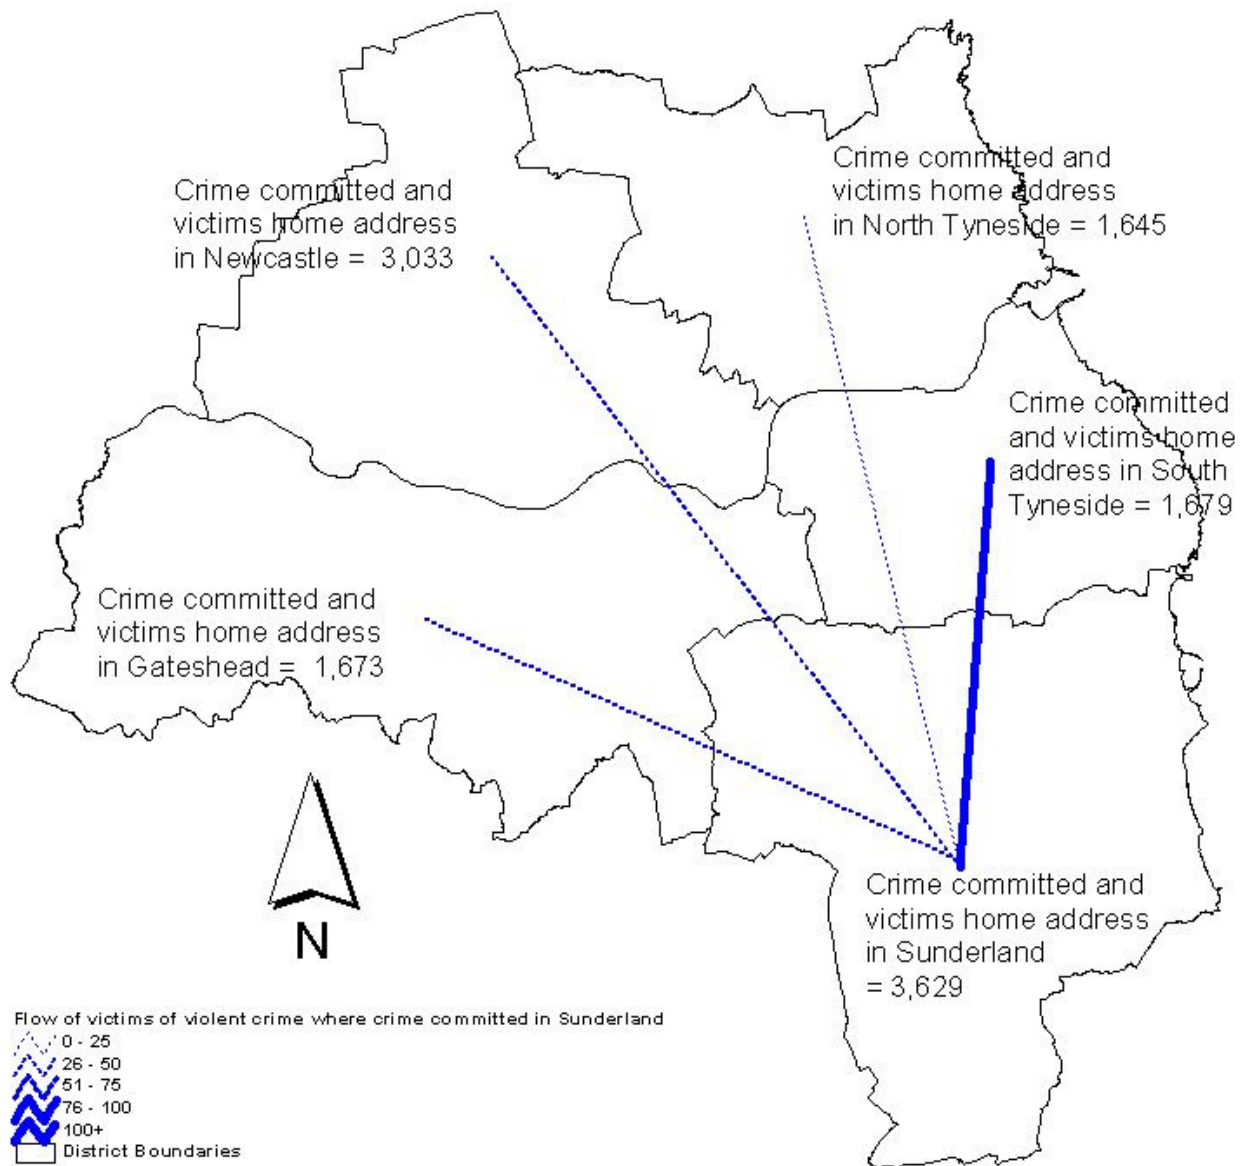 Crime committed and
victims home address
in North Tyneside = 1,645
Crime committed and
victims home address
in Newcastle = 3,033
Crime committed
and victims home
address in South
Tyneside = 1,679
Crime committed and
victims home address
in Gateshead = 1,673
Crime committed and
victims home address
in Sunderland
= 3,629
N
Flow of victims of violent crime where crime committed in Sunderland
0 - 25
26 - 50
51 - 75
76 - 100
100+
District Boundaries